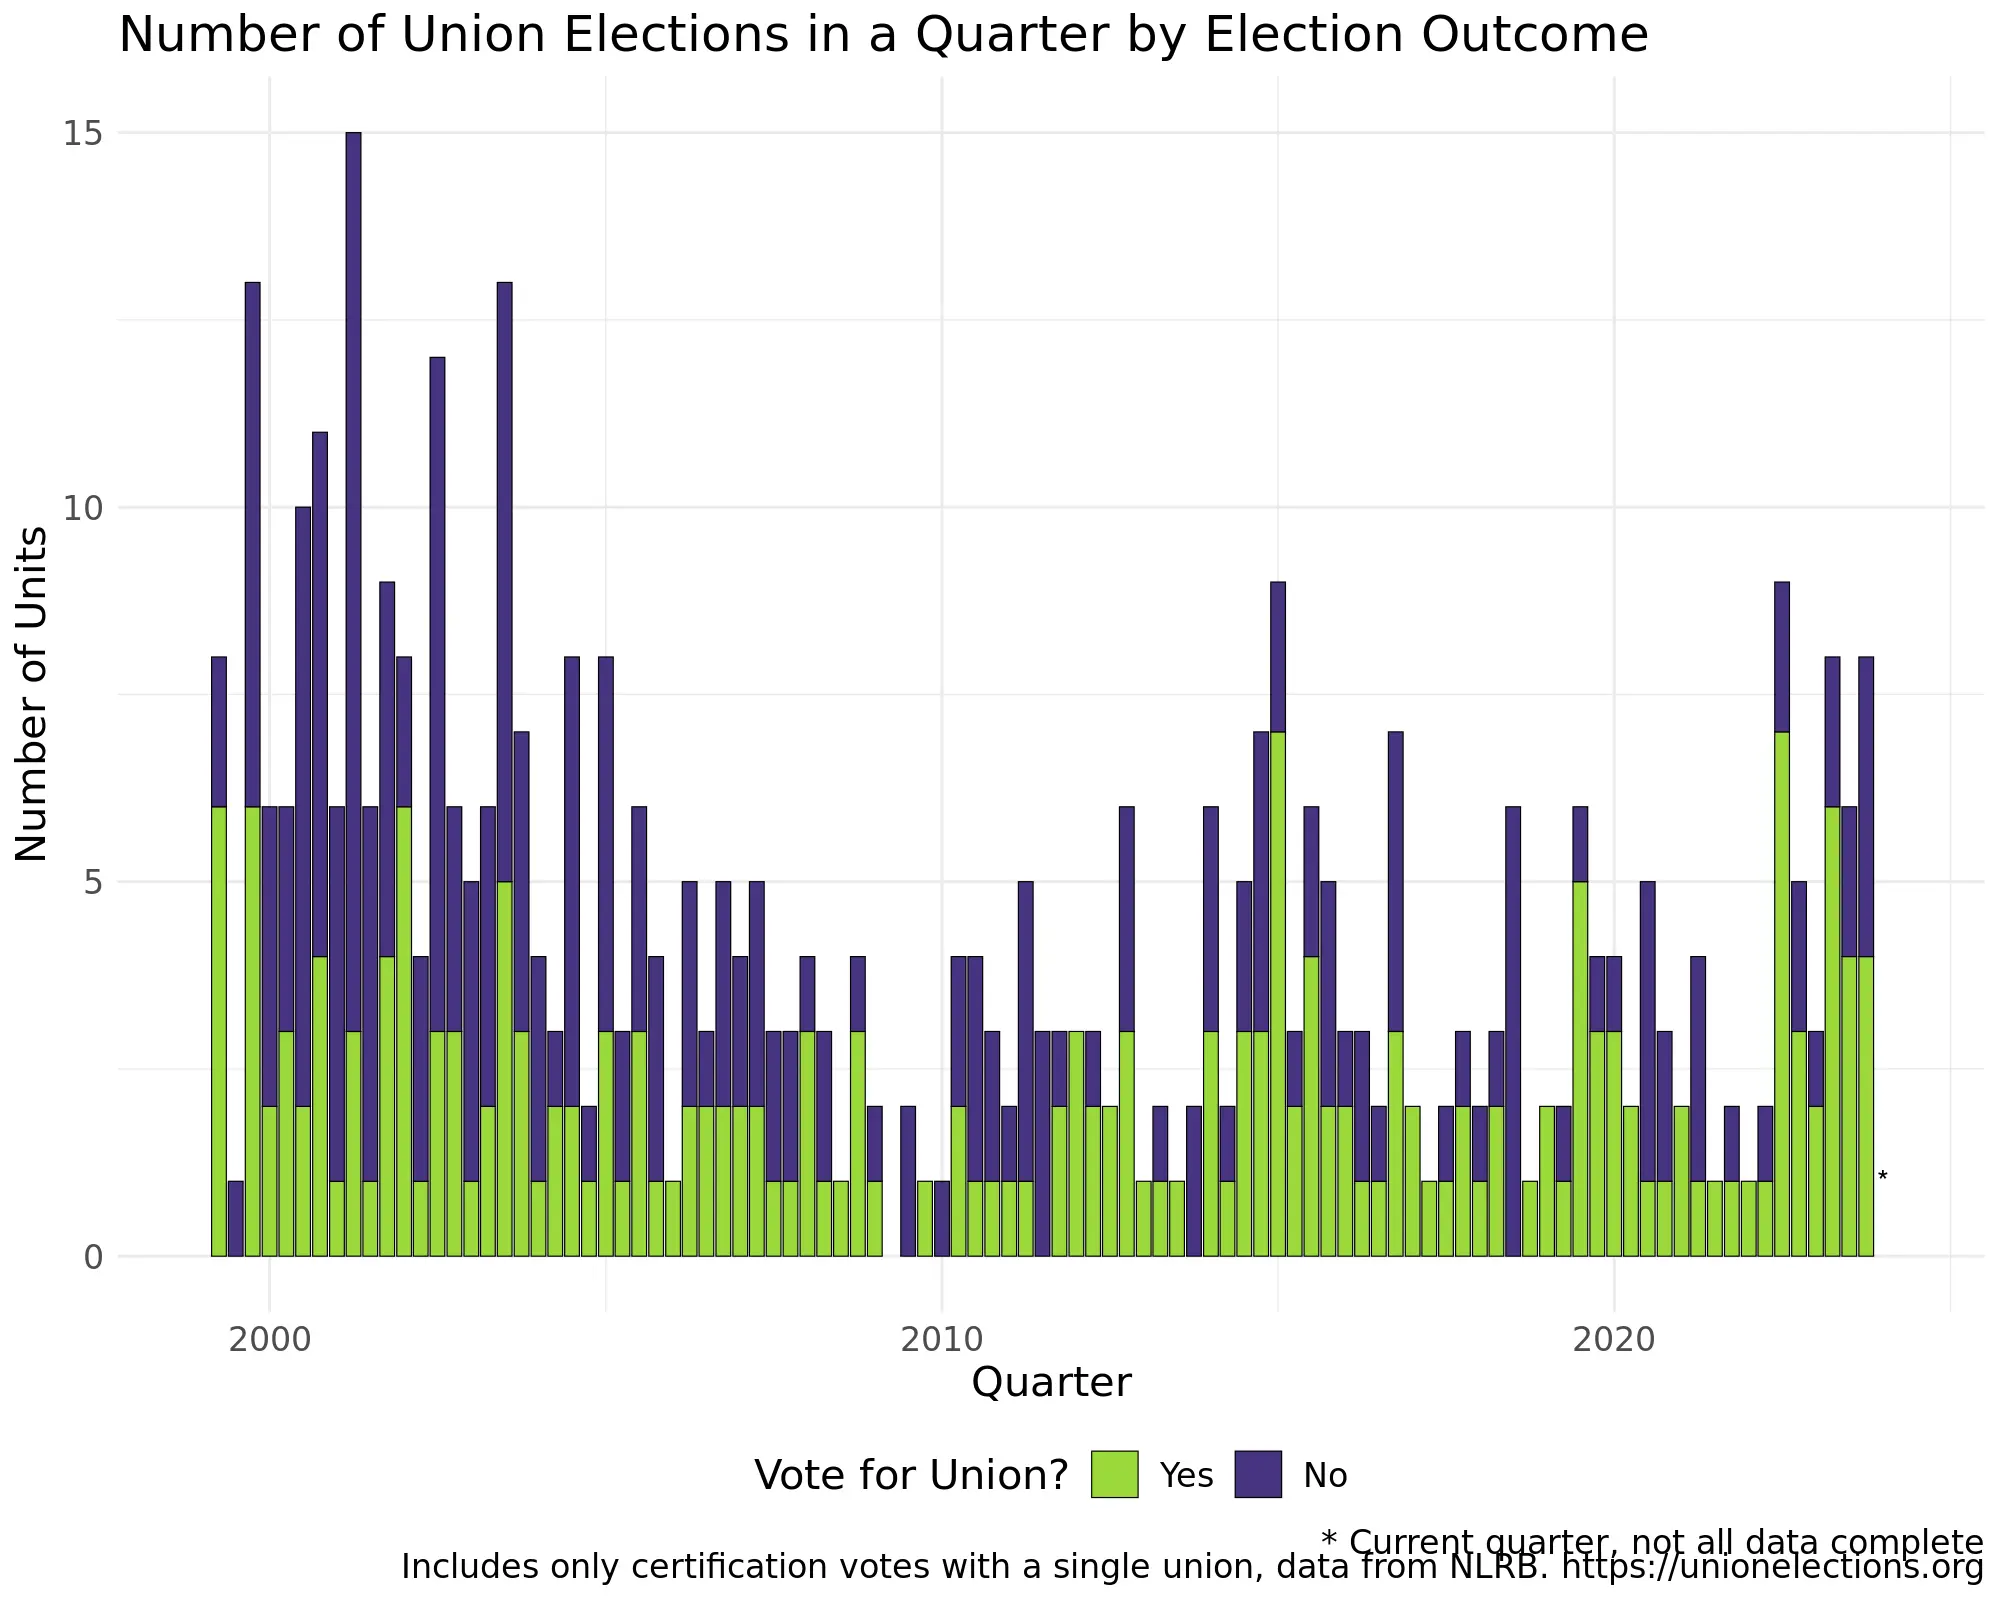 Number of Union Elections in a Quarter by Election Outcome
15
10
5
0
Number of Units
*
2000 2010 2020
Quarter
Vote for Union? Yes No
* Current quarter, not all data complete
Includes only certification votes with a single union, data from NLRB. https://unionelections.org